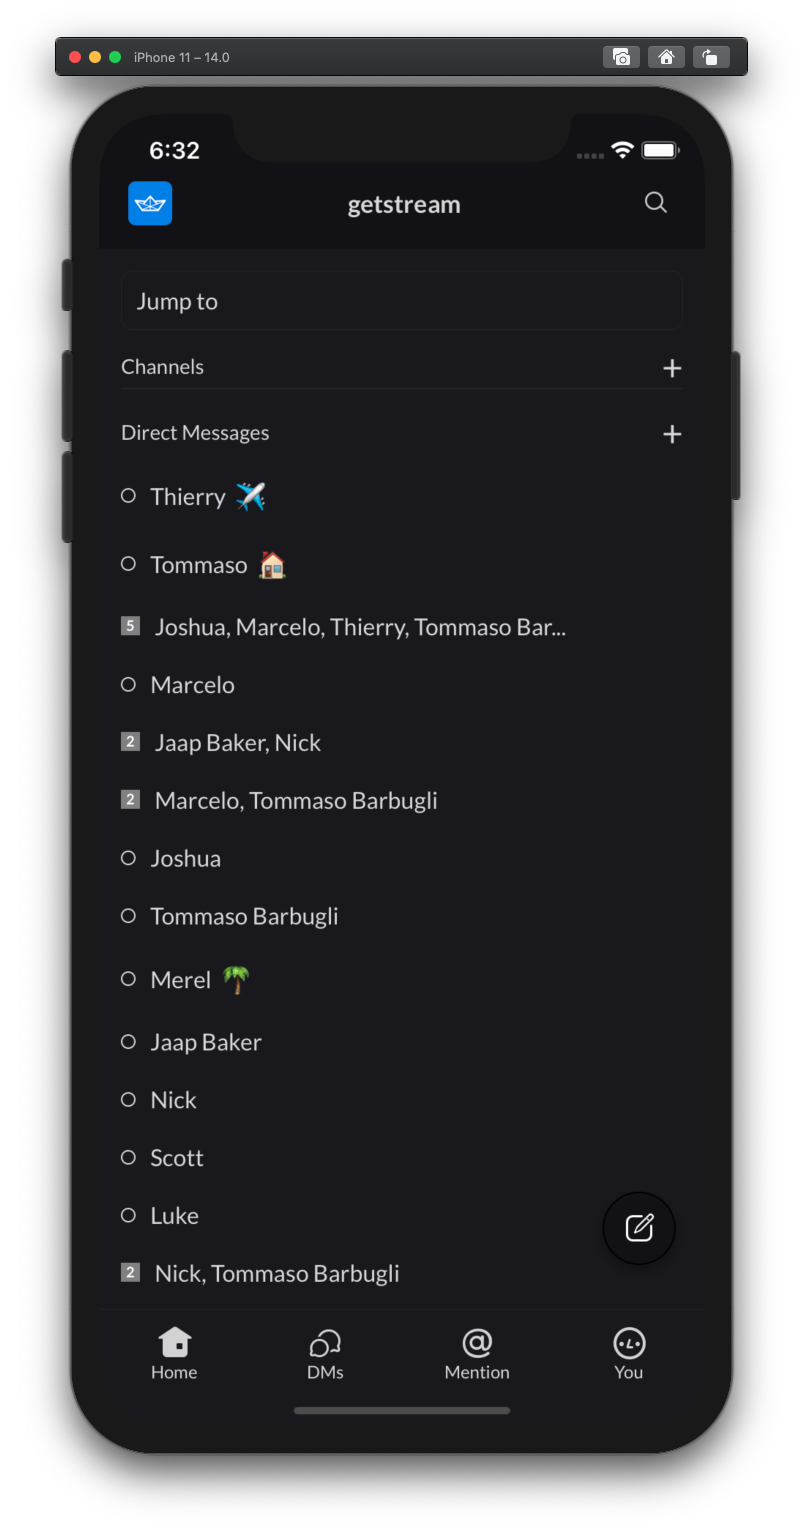 iPhone 11 – 14.0
6:32
getstream
Jump to
Channels
Direct Messages
Thierry ✈️
Tommaso 🏠
5 Joshua, Marcelo, Thierry, Tommaso Bar...
Marcelo
2 Jaap Baker, Nick
2 Marcelo, Tommaso Barbugli
Joshua
Tommaso Barbugli
Merel 🌴
Jaap Baker
Nick
Scott
Luke
2 Nick, Tommaso Barbugli
Home DMs Mention You